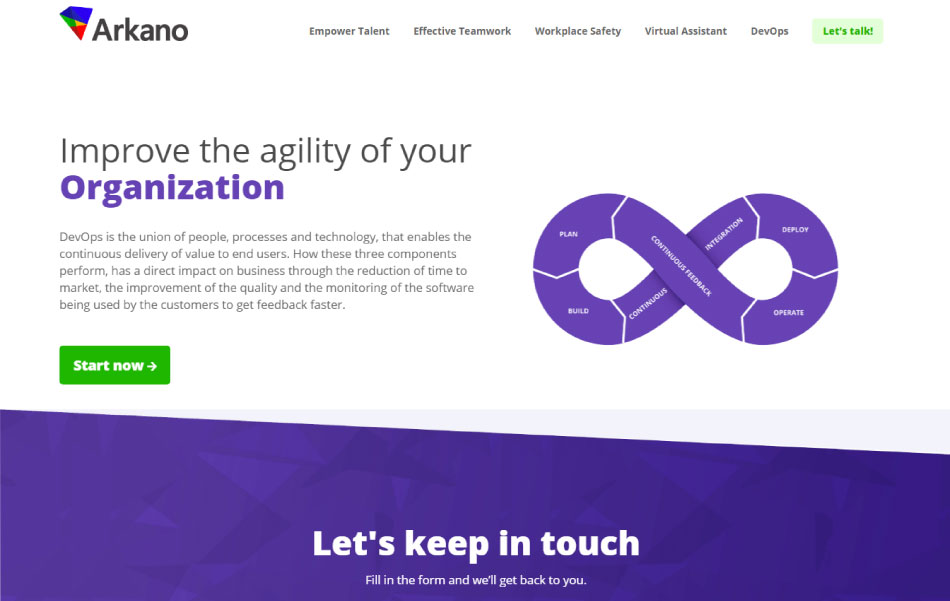 Arkano
Empower Talent
Effective Teamwork
Workplace Safety
Virtual Assistant
DevOps
Let's talk!
Improve the agility of your
Organization
DevOps is the union of people, processes and technology, that enables the
continuous delivery of value to end users. How these three components
perform, has a direct impact on business through the reduction of time to
market, the improvement of the quality and the monitoring of the software
being used by the customers to get feedback faster.
Start now →
PLAN
BUILD
CONTINUOUS
INTEGRATION
CONTINUOUS FEEDBACK
DEPLOY
OPERATE
Let's keep in touch
Fill in the form and we'll get back to you.